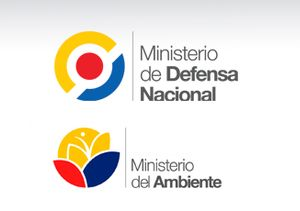 Ministerio
de Defensa
Nacional
Ministerio
del Ambiente